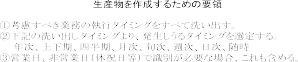 生産物を作成するための要領
①考慮すべき業務の執行タイミングをすべて洗い出す。
②下記の洗い出しタイミングより、発生しうるタイミングを選定する。
年次、上下期、四半期、月次、旬次、週次、日次、随時
③営業日、非営業日(休祝日等)で識別が必要な場合、これも含める。